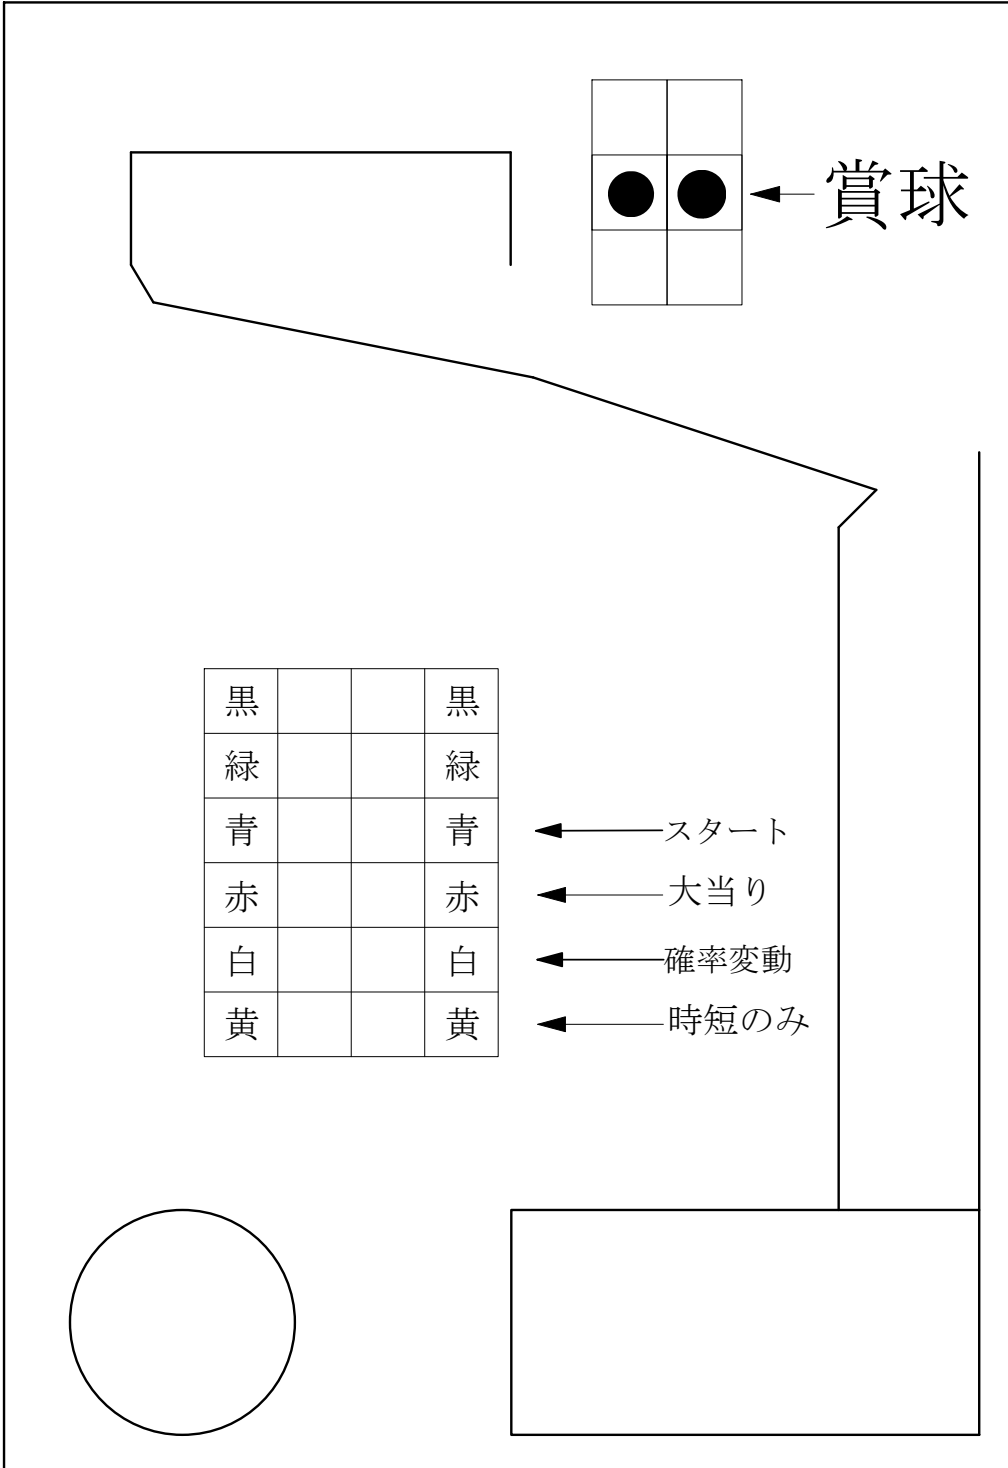 賞球
黒 黒
緑 緑
青 青 スタート
赤 赤 大当り
白 白 確率変動
黄 黄 時短のみ